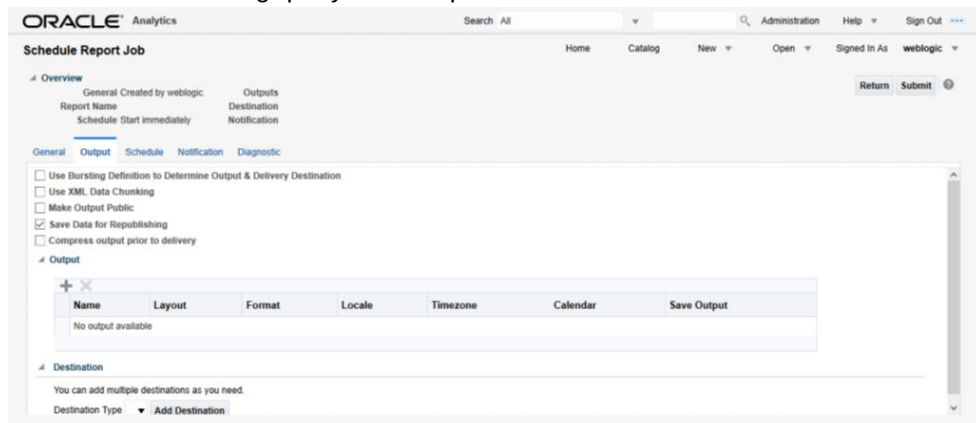 ORACLE Analytics Search All Administration Help Sign Out
Schedule Report Job Home Catalog New Open Signed In As weblogic
Overview
Return Submit
General Created by weblogic Outputs
Report Name Destination
Schedule Start immediately Notification
General Output Schedule Notification Diagnostic
Use Bursting Definition to Determine Output & Delivery Destination
Use XML Data Chunking
Make Output Public
Save Data for Republishing
Compress output prior to delivery
Output
Name Layout Format Locale Timezone Calendar Save Output
No output available
Destination
You can add multiple destinations as you need.
Destination Type Add Destination